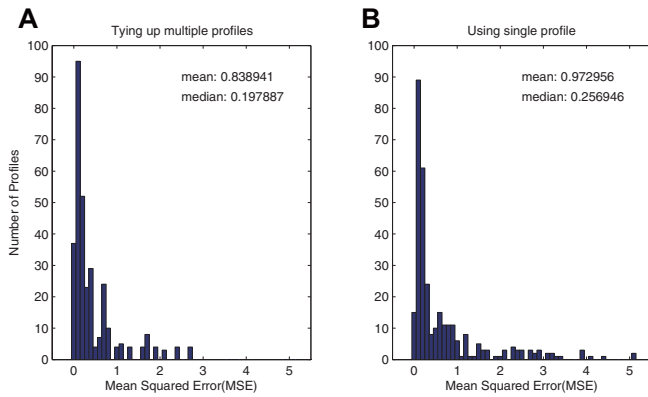 A
Tying up multiple profiles
mean: 0.838941
median: 0.197887
100
90
80
70
60
50
40
30
20
10
0
Number of Profiles
0 1 2 3 4 5
Mean Squared Error(MSE)
B
Using single profile
mean: 0.972956
median: 0.256946
100
90
80
70
60
50
40
30
20
10
0
0 1 2 3 4 5
Mean Squared Error(MSE)